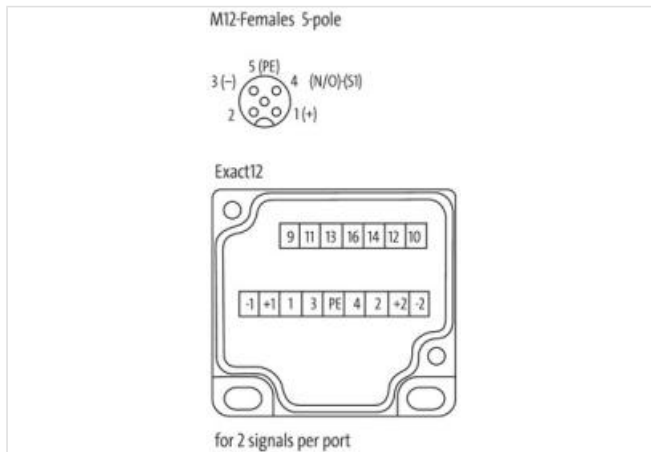 M12-Females 5-pole
5 (PE)
3 (–) 4 (N/O)-(S1)
2 1 (+)
Exact12
9 11 13 16 14 12 10
-1 +1 1 3 PE 4 2 +2 -2
for 2 signals per port